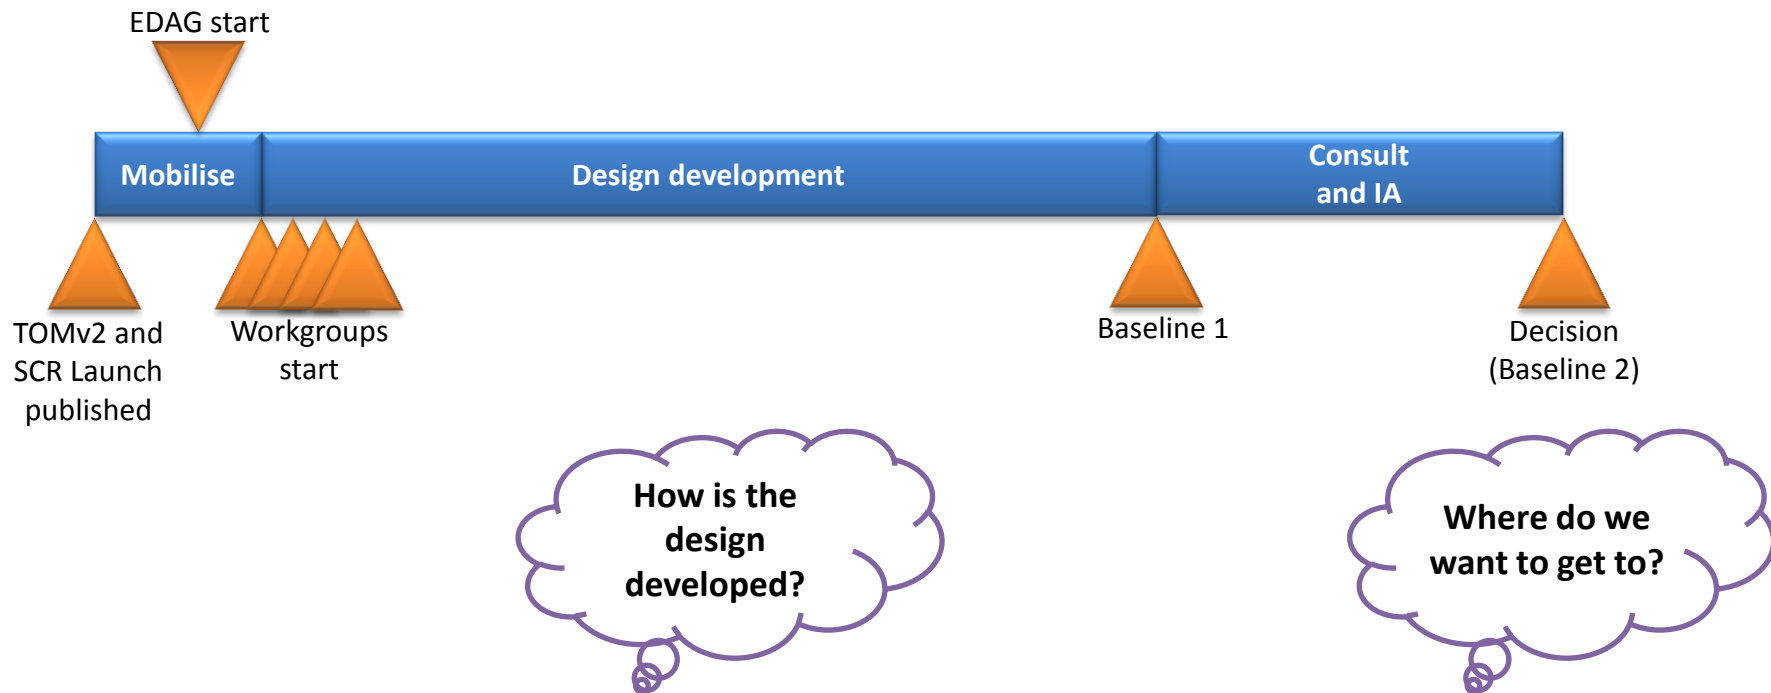 EDAG start
Mobilise
Design development
Consult
and IA
TOMv2 and
SCR Launch
published
Workgroups
start
Baseline 1
Decision
(Baseline 2)
How is the
design
developed?
Where do we
want to get to?